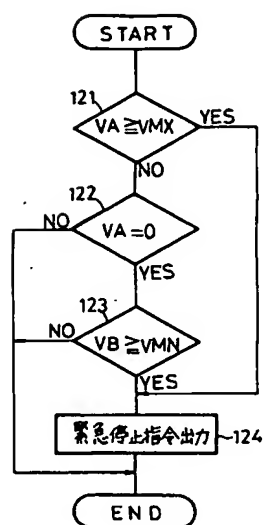 START
121
VA≧VMX
YES
NO
122
NO
VA=0
YES
123
NO
VB≧VMN
YES
緊急停止指令出力
124
END